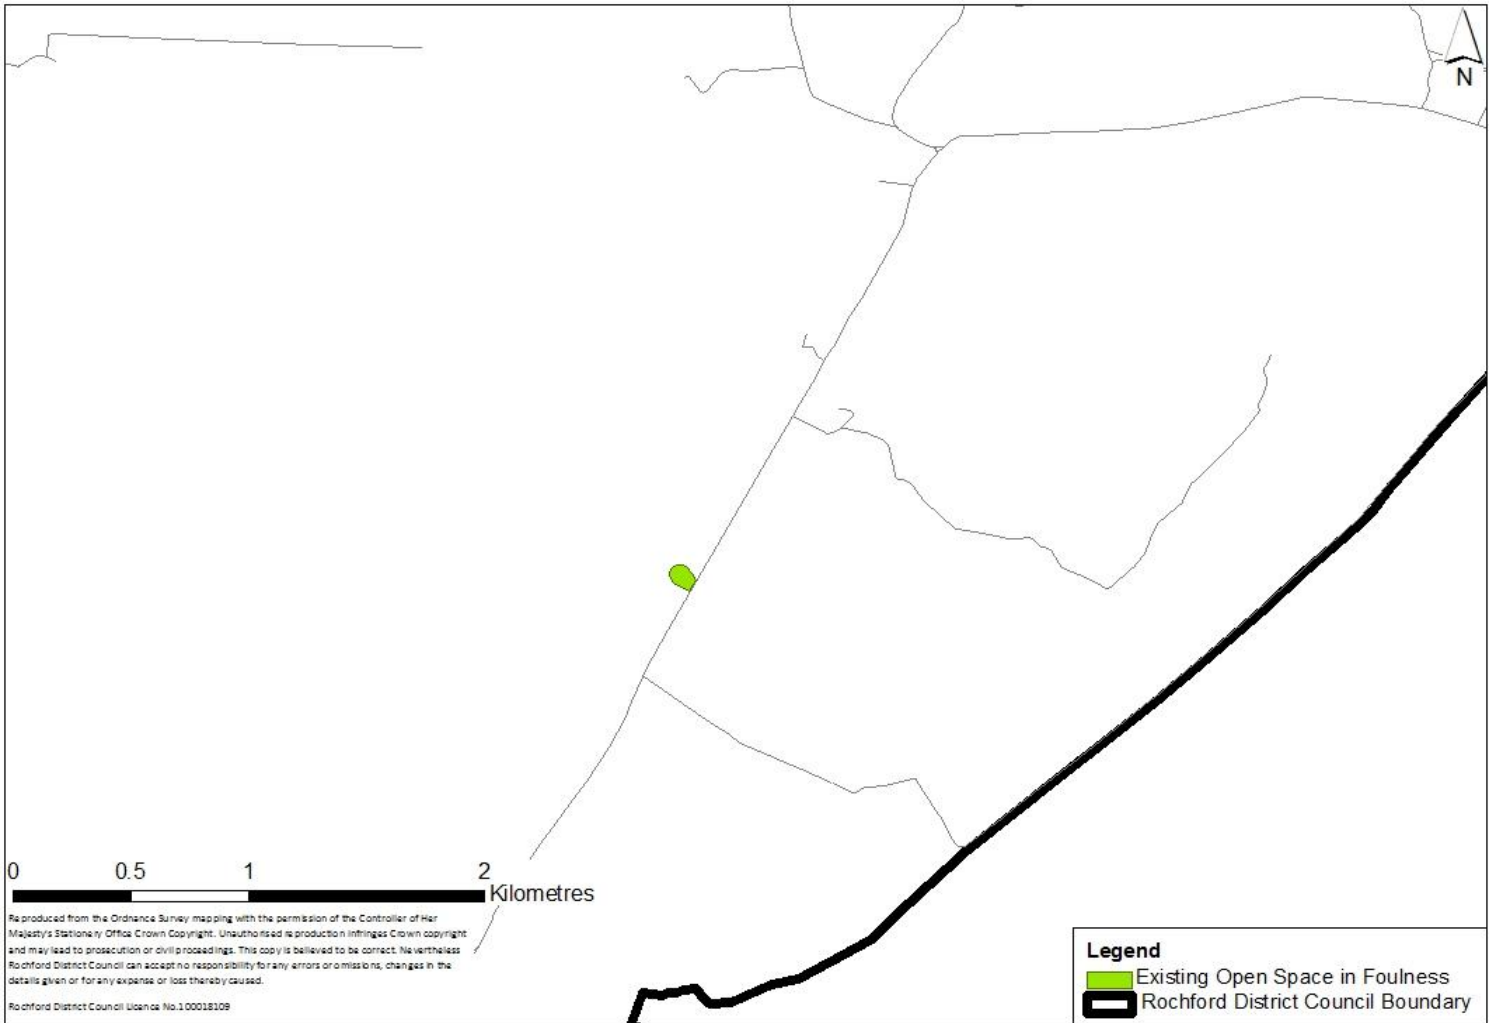 N
0 0.5 1 2
Kilometres
Reproduced from the Ordnance Survey mapping with the permission of the Controller of Her
Majesty's Stationery Office Crown Copyright. Unauthorised reproduction infringes Crown copyright
and may lead to prosecution or civil proceedings. This copy is believed to be correct. Nevertheless
Rochford District Council can accept no responsibility for any errors or omissions, changes in the
details given or for any expense or loss thereby caused.
Rochford District Council Licence No.100018109
Legend
Existing Open Space in Foulness
Rochford District Council Boundary